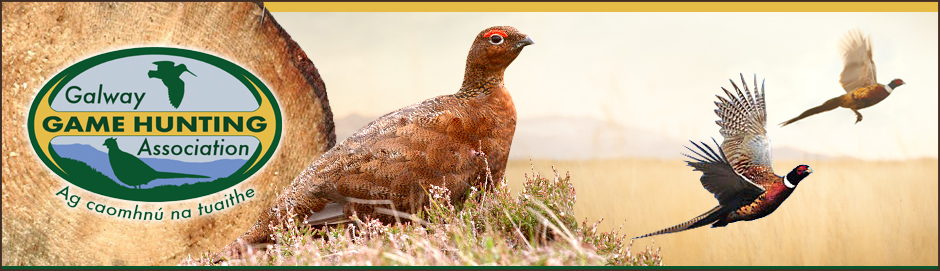 Galway
GAME HUNTING
Association
Ag caomhnú na tuaithe